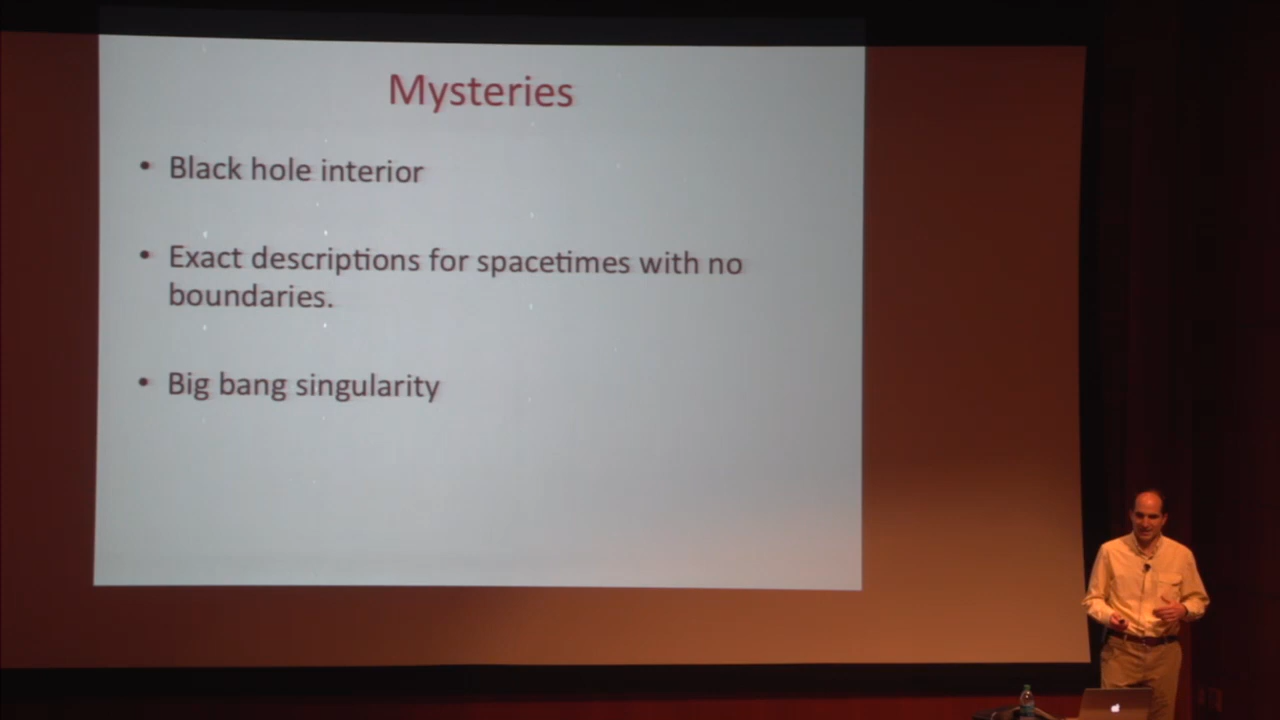 Mysteries
• Black hole interior
• Exact descriptions for spacetimes with no
boundaries.
• Big bang singularity